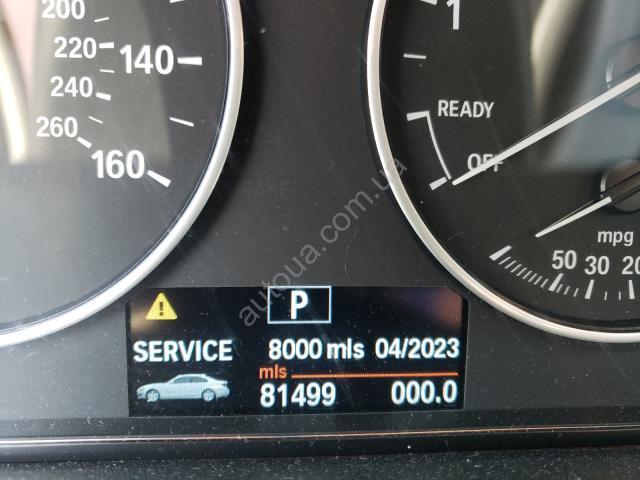 200
220
140
240
260
160
1
READY
OFF
mpg
50 30 20
BRAKE
P
SERVICE 8000 mls 04/2023
mls
81499 000.0
autoua.com.ua